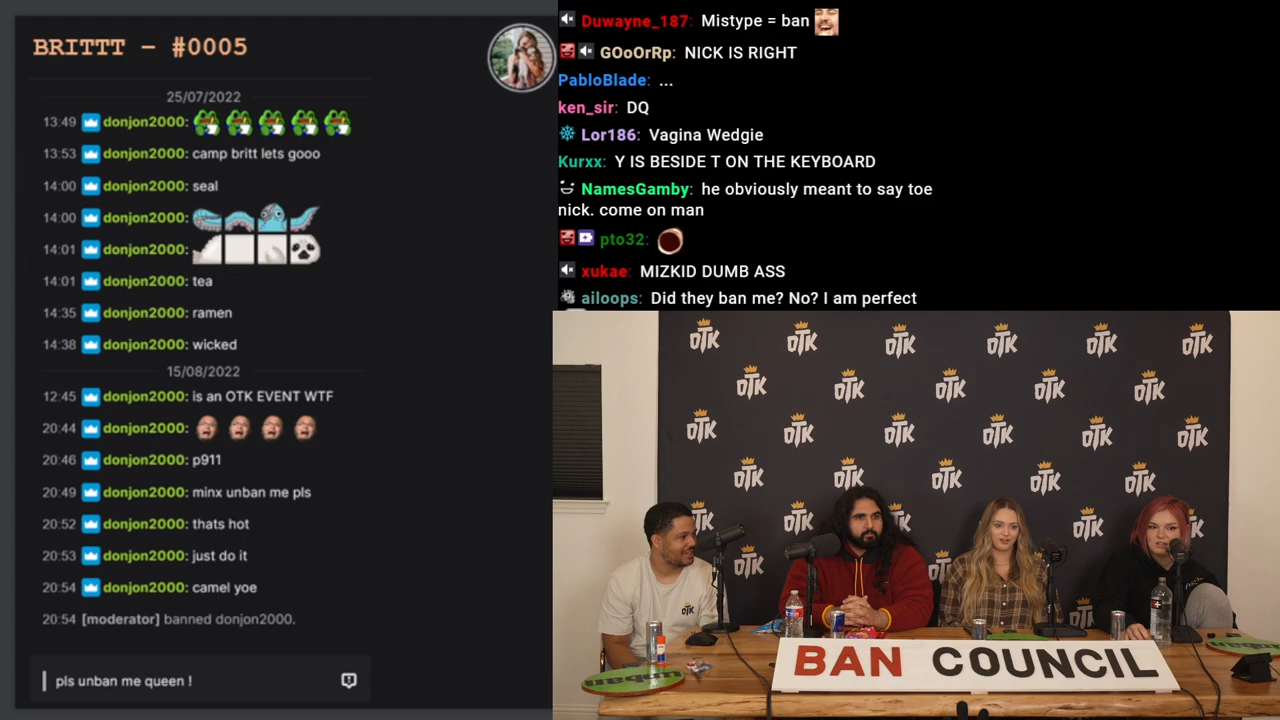 BRITTT – #0005
25/07/2022
13:49 donjon2000:
13:53 donjon2000: camp britt lets gooo
14:00 donjon2000: seal
14:00 donjon2000:
14:01 donjon2000:
14:01 donjon2000: tea
14:35 donjon2000: ramen
14:38 donjon2000: wicked
15/08/2022
12:45 donjon2000: is an OTK EVENT WTF
20:44 donjon2000:
20:46 donjon2000: p911
20:49 donjon2000: minx unban me pls
20:52 donjon2000: thats hot
20:53 donjon2000: just do it
20:54 donjon2000: camel yoe
20:54 [moderator] banned donjon2000.
pls unban me queen !
Duwayne_187: Mistype = ban
GOoOrRp: NICK IS RIGHT
PabloBlade: ...
ken_sir: DQ
Lor186: Vagina Wedgie
Kurxx: Y IS BESIDE T ON THE KEYBOARD
NamesGamby: he obviously meant to say toe
nick. come on man
pto32:
xukae: MIZKID DUMB ASS
ailoops: Did they ban me? No? I am perfect
OTK
unban
BAN COUNCIL